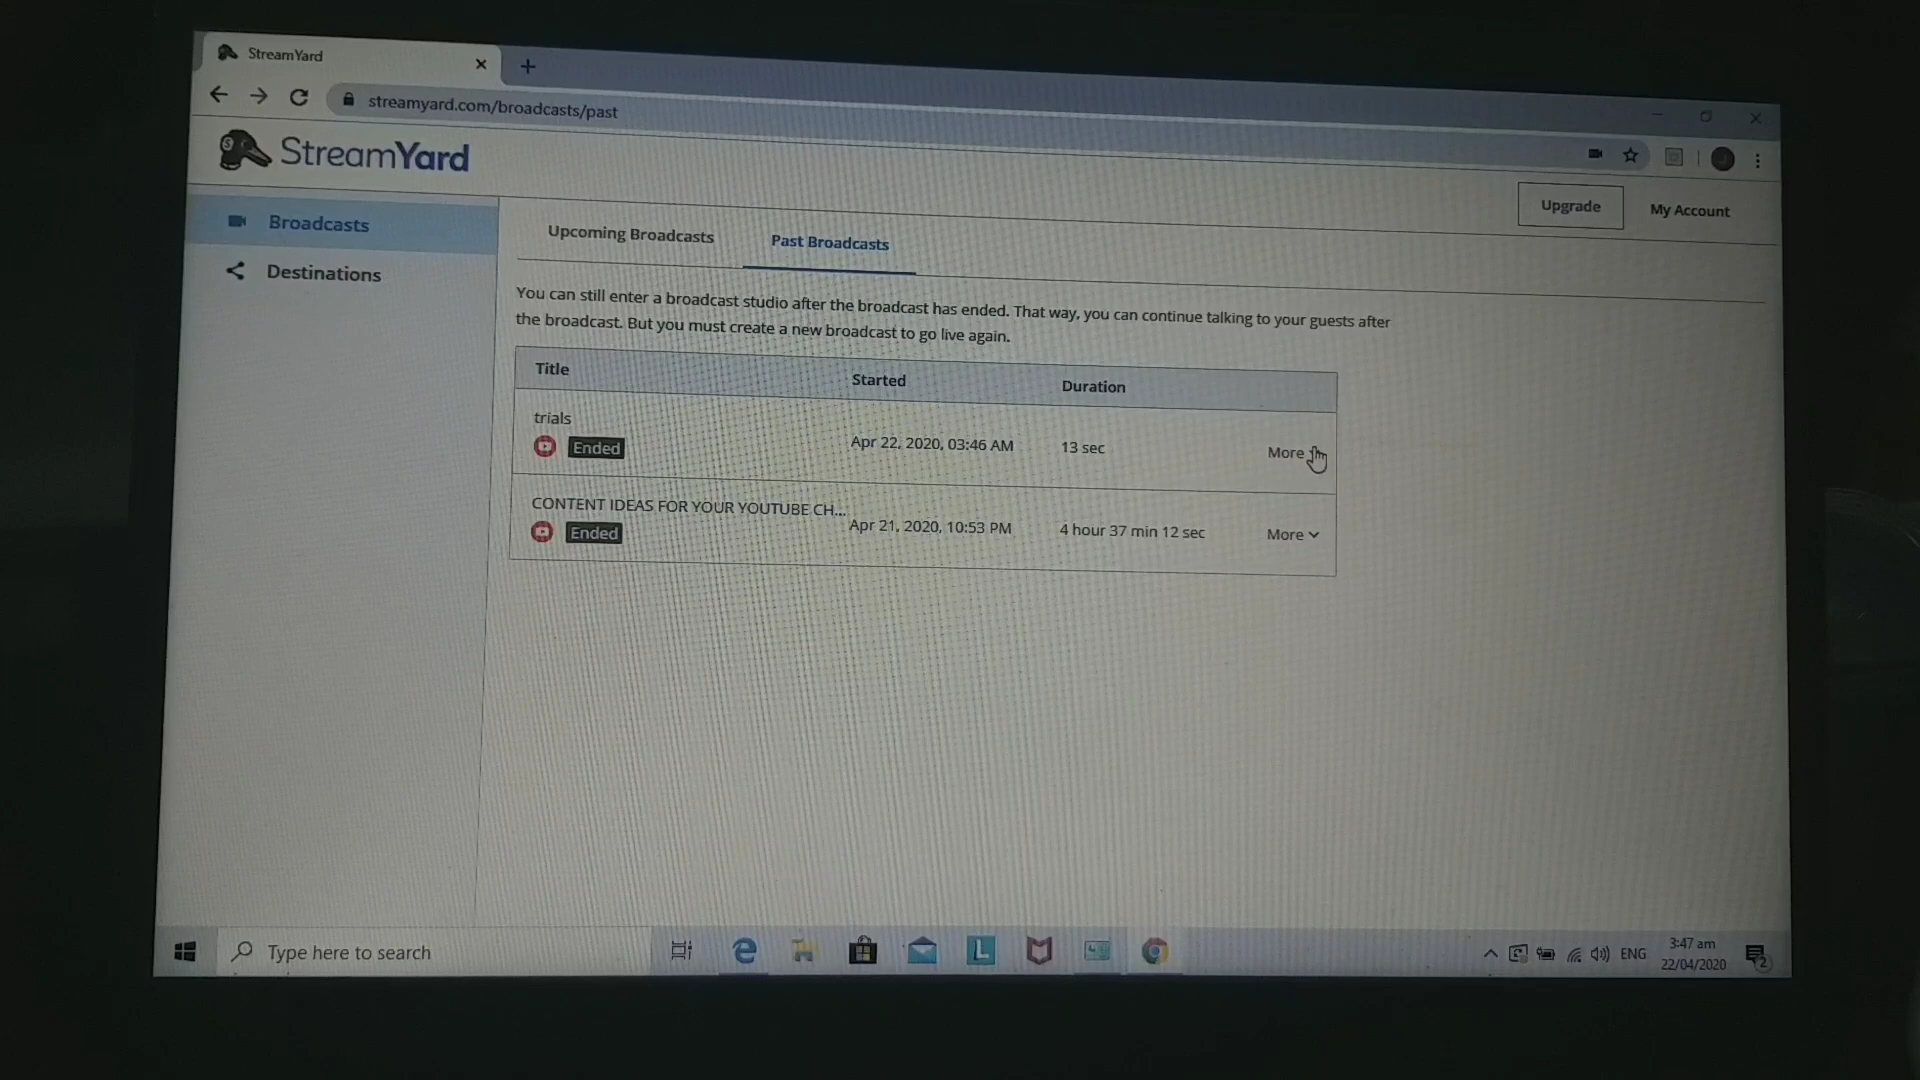 StreamYard
streamyard.com/broadcasts/past
StreamYard
Upgrade
My Account
Broadcasts
Destinations
Upcoming Broadcasts
Past Broadcasts
You can still enter a broadcast studio after the broadcast has ended. That way, you can continue talking to your guests after
the broadcast. But you must create a new broadcast to go live again.
Title Started Duration
trials
Ended
Apr 22, 2020, 03:46 AM
13 sec
More
CONTENT IDEAS FOR YOUR YOUTUBE CH...
Ended
Apr 21, 2020, 10:53 PM
4 hour 37 min 12 sec
More
Type here to search
L
ENG
3:47 am
22/04/2020
2